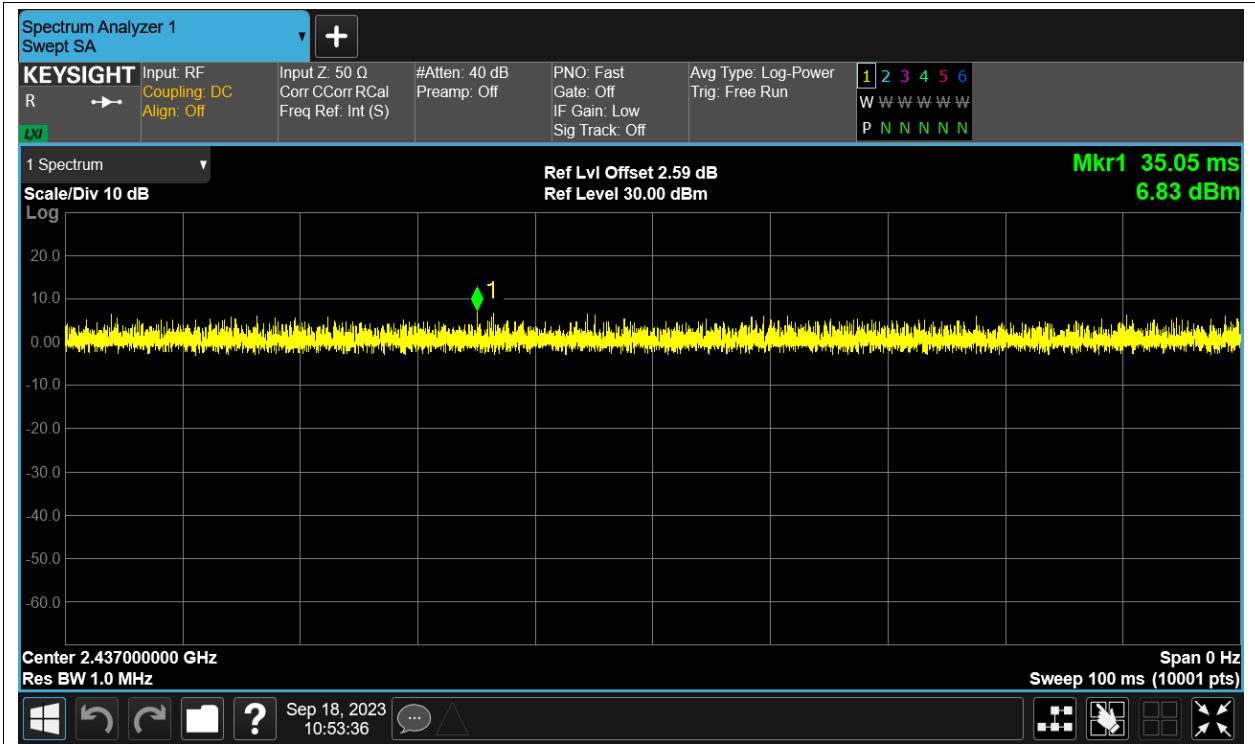 Spectrum Analyzer 1
Swept SA
+
KEYSIGHT
R
LXI
Input: RF
Coupling: DC
Align: Off
Input Z: 50 Ω
Corr CCorr RCal
Freq Ref: Int (S)
#Atten: 40 dB
Preamp: Off
PNO: Fast
Gate: Off
IF Gain: Low
Sig Track: Off
Avg Type: Log-Power
Trig: Free Run
1 2 3 4 5 6
W W W W W W
P N N N N N
1 Spectrum
Scale/Div 10 dB
Log
Ref Lvl Offset 2.59 dB
Ref Level 30.00 dBm
Mkr1 35.05 ms
6.83 dBm
20.0
10.0
1
0.00
-10.0
-20.0
-30.0
-40.0
-50.0
-60.0
Center 2.437000000 GHz
Res BW 1.0 MHz
Span 0 Hz
Sweep 100 ms (10001 pts)
?
Sep 18, 2023
10:53:36